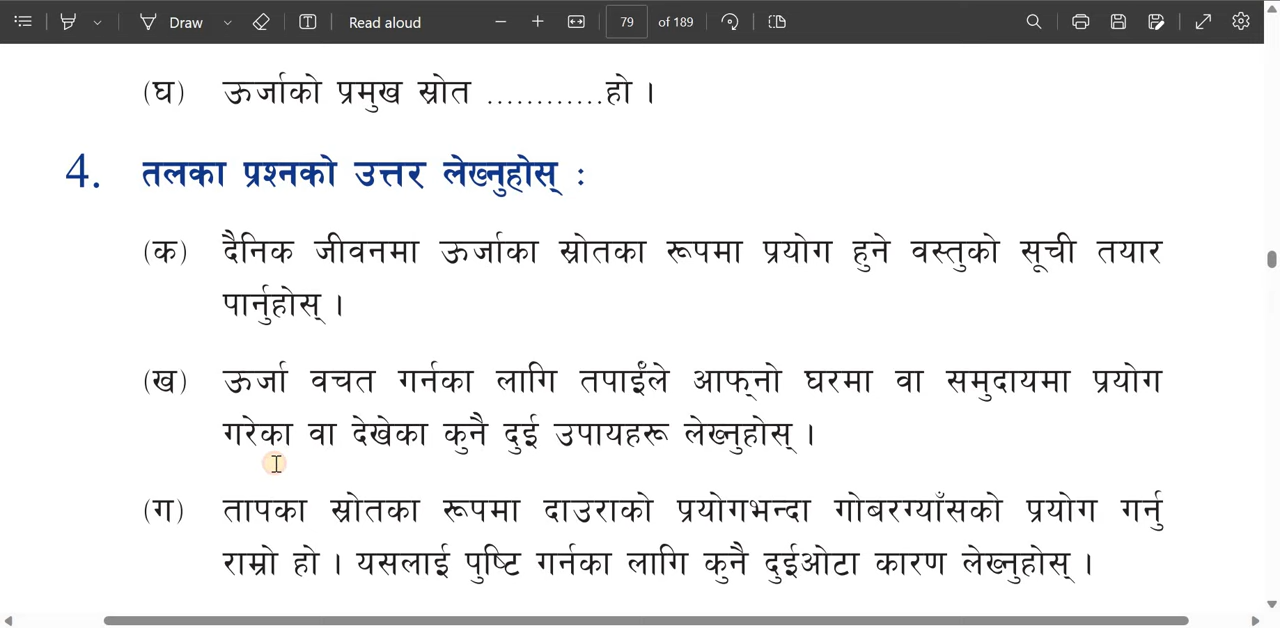 Draw Read aloud 79 of 189
(घ) ऊर्जाको प्रमुख स्रोत ............हो ।
4. तलका प्रश्नको उत्तर लेख्नुहोस् :
(क) दैनिक जीवनमा ऊर्जाका स्रोतका रूपमा प्रयोग हुने वस्तुको सूची तयार
पार्नुहोस् ।
(ख) ऊर्जा वचत गर्नका लागि तपाईंले आफ्नो घरमा वा समुदायमा प्रयोग
गरेका वा देखेका कुनै दुई उपायहरू लेख्नुहोस् ।
(ग) तापका स्रोतका रूपमा दाउराको प्रयोगभन्दा गोबरग्याँसको प्रयोग गर्नु
राम्रो हो । यसलाई पुष्टि गर्नका लागि कुनै दुईओटा कारण लेख्नुहोस् ।